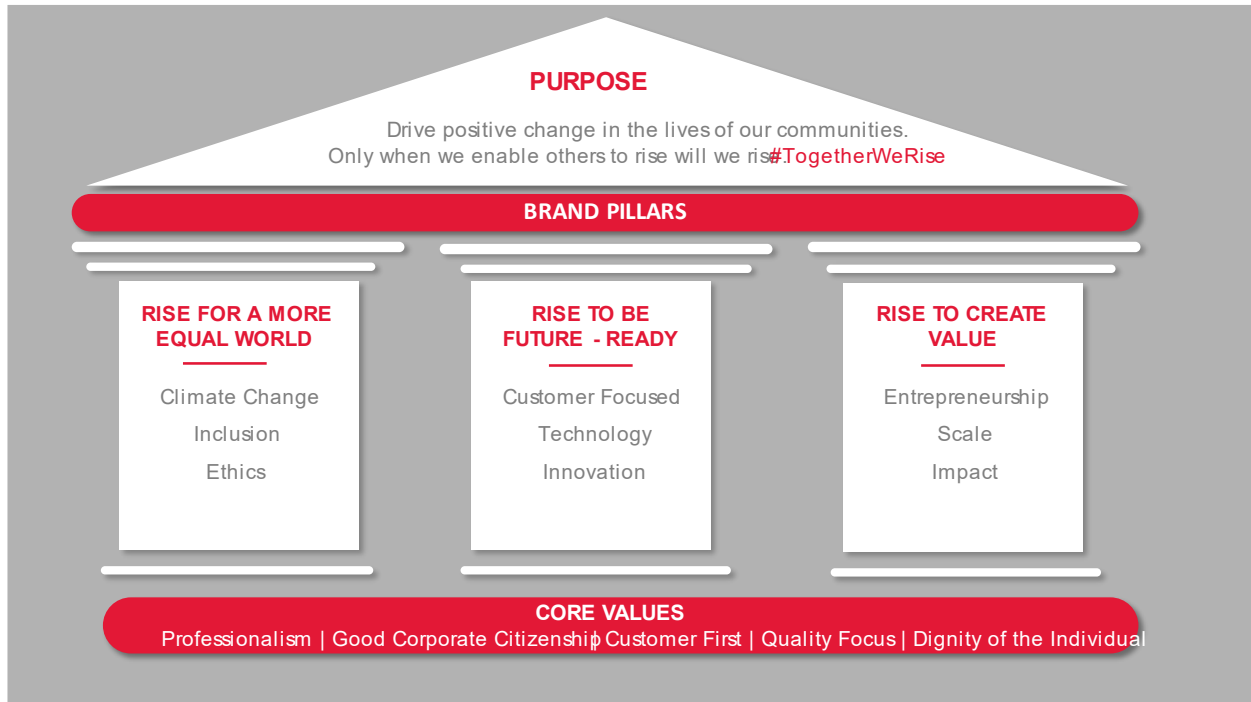 PURPOSE
Drive positive change in the lives of our communities.
Only when we enable others to rise will we rise. #TogetherWeRise
BRAND PILLARS
RISE FOR A MORE
EQUAL WORLD
Climate Change
Inclusion
Ethics
RISE TO BE
FUTURE - READY
Customer Focused
Technology
Innovation
RISE TO CREATE
VALUE
Entrepreneurship
Scale
Impact
CORE VALUES
Professionalism | Good Corporate Citizenship | Customer First | Quality Focus | Dignity of the Individual